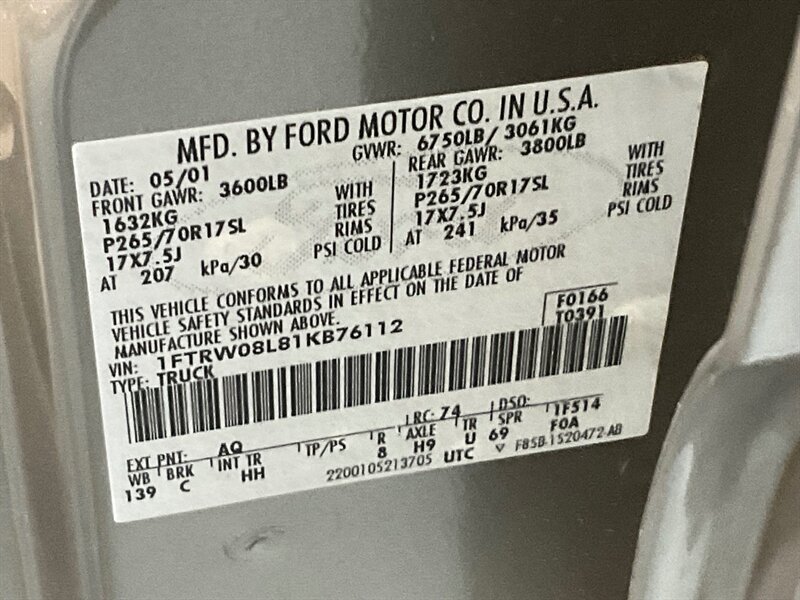 MFD. BY FORD MOTOR CO. IN U.S.A.
DATE: 05/01 GVWR: 6750LB/ 3061KG
FRONT GAWR: 3600LB REAR GAWR: 3800LB
1632KG WITH 1723KG WITH
P265/70R17SL TIRES P265/70R17SL TIRES
17X7.5J RIMS 17X7.5J RIMS
AT 207 kPa/30 PSI COLD AT 241 kPa/35 PSI COLD
THIS VEHICLE CONFORMS TO ALL APPLICABLE FEDERAL MOTOR
VEHICLE SAFETY STANDARDS IN EFFECT ON THE DATE OF
MANUFACTURE SHOWN ABOVE. F0166
VIN: 1FTRW08L81KB76112 T0391
TYPE: TRUCK
EXT PNT: AQ RC: 74 DSO: 1F514
WB BRK INT TR TP/PS R AXLE TR SPR F0A
139 C HH 8 H9 U 69
2200105213705 UTC ▽ F85B-1520472-AB